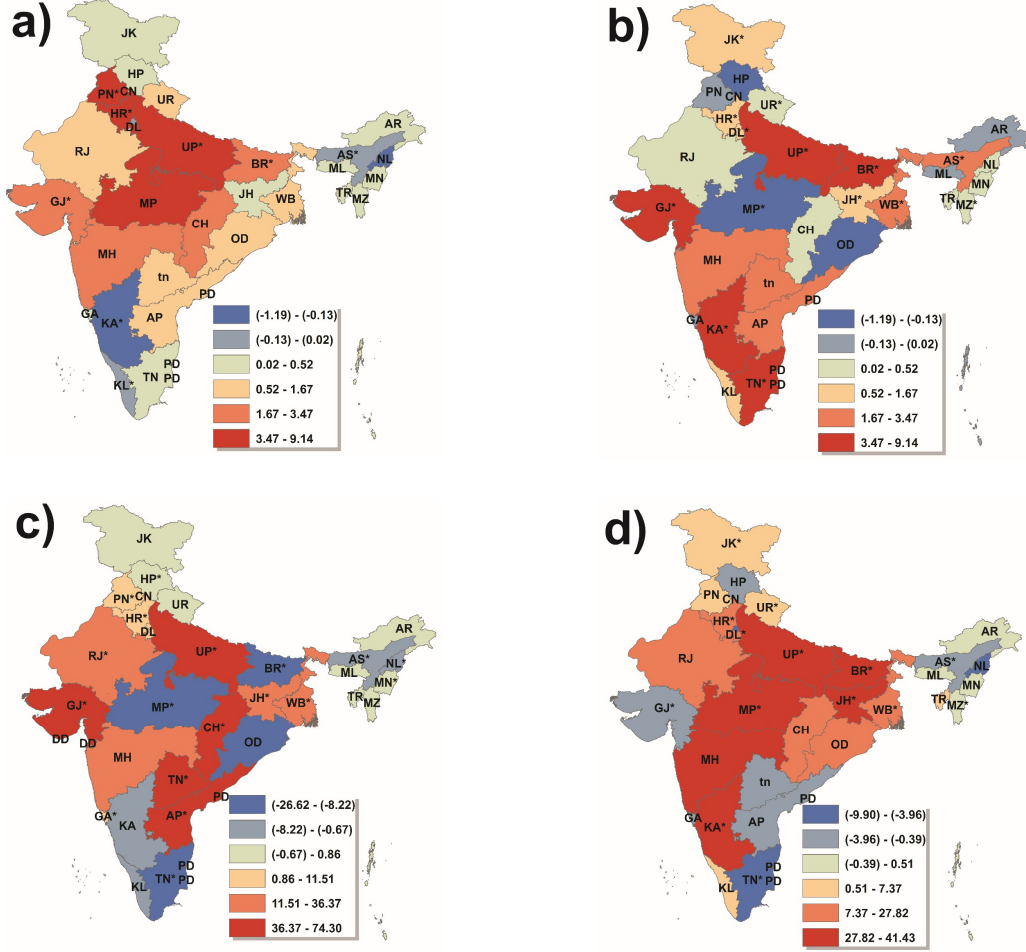 a)
JK
HP
PN*
CN
UR
HR*
DL
RJ
UP*
AR
AS*
NL
ML
MN
TR
MZ
BR*
GJ*
MP
JH
WB
CH
OD
MH
tn
PD
GA
KA*
AP
KL*
TN
PD
PD
(-1.19) - (-0.13)
(-0.13) - (0.02)
0.02 - 0.52
0.52 - 1.67
1.67 - 3.47
3.47 - 9.14
b)
JK*
HP
PN
CN
UR*
HR*
DL*
RJ
UP*
AR
AS*
NL
ML
MN
TR
MZ*
BR*
GJ*
MP*
JH*
WB*
CH
OD
MH
tn
PD
GA
KA*
AP
KL
TN*
PD
PD
(-1.19) - (-0.13)
(-0.13) - (0.02)
0.02 - 0.52
0.52 - 1.67
1.67 - 3.47
3.47 - 9.14
c)
JK
HP*
PN*
CN
UR
HR*
DL
RJ*
UP*
AR
AS*
NL*
ML
MN*
TR
MZ
BR*
GJ*
DD
DD
MP*
JH*
WB*
CH*
OD
MH
TN*
PD
GA*
KA
AP*
KL
TN*
PD
PD
(-26.62 - (-8.22)
(-8.22) - (-0.67)
(-0.67) - 0.86
0.86 - 11.51
11.51 - 36.37
36.37 - 74.30
d)
JK*
HP
PN
CN
UR*
HR*
DL*
RJ
UP*
AR
AS*
NL
ML
MN
TR
MZ*
BR*
GJ*
MP*
JH*
WB*
CH
OD
MH
tn
PD
GA
KA*
AP
KL
TN*
PD
PD
(-9.90) - (-3.96)
(-3.96) - (-0.39)
(-0.39) - 0.51
0.51 - 7.37
7.37 - 27.82
27.82 - 41.43